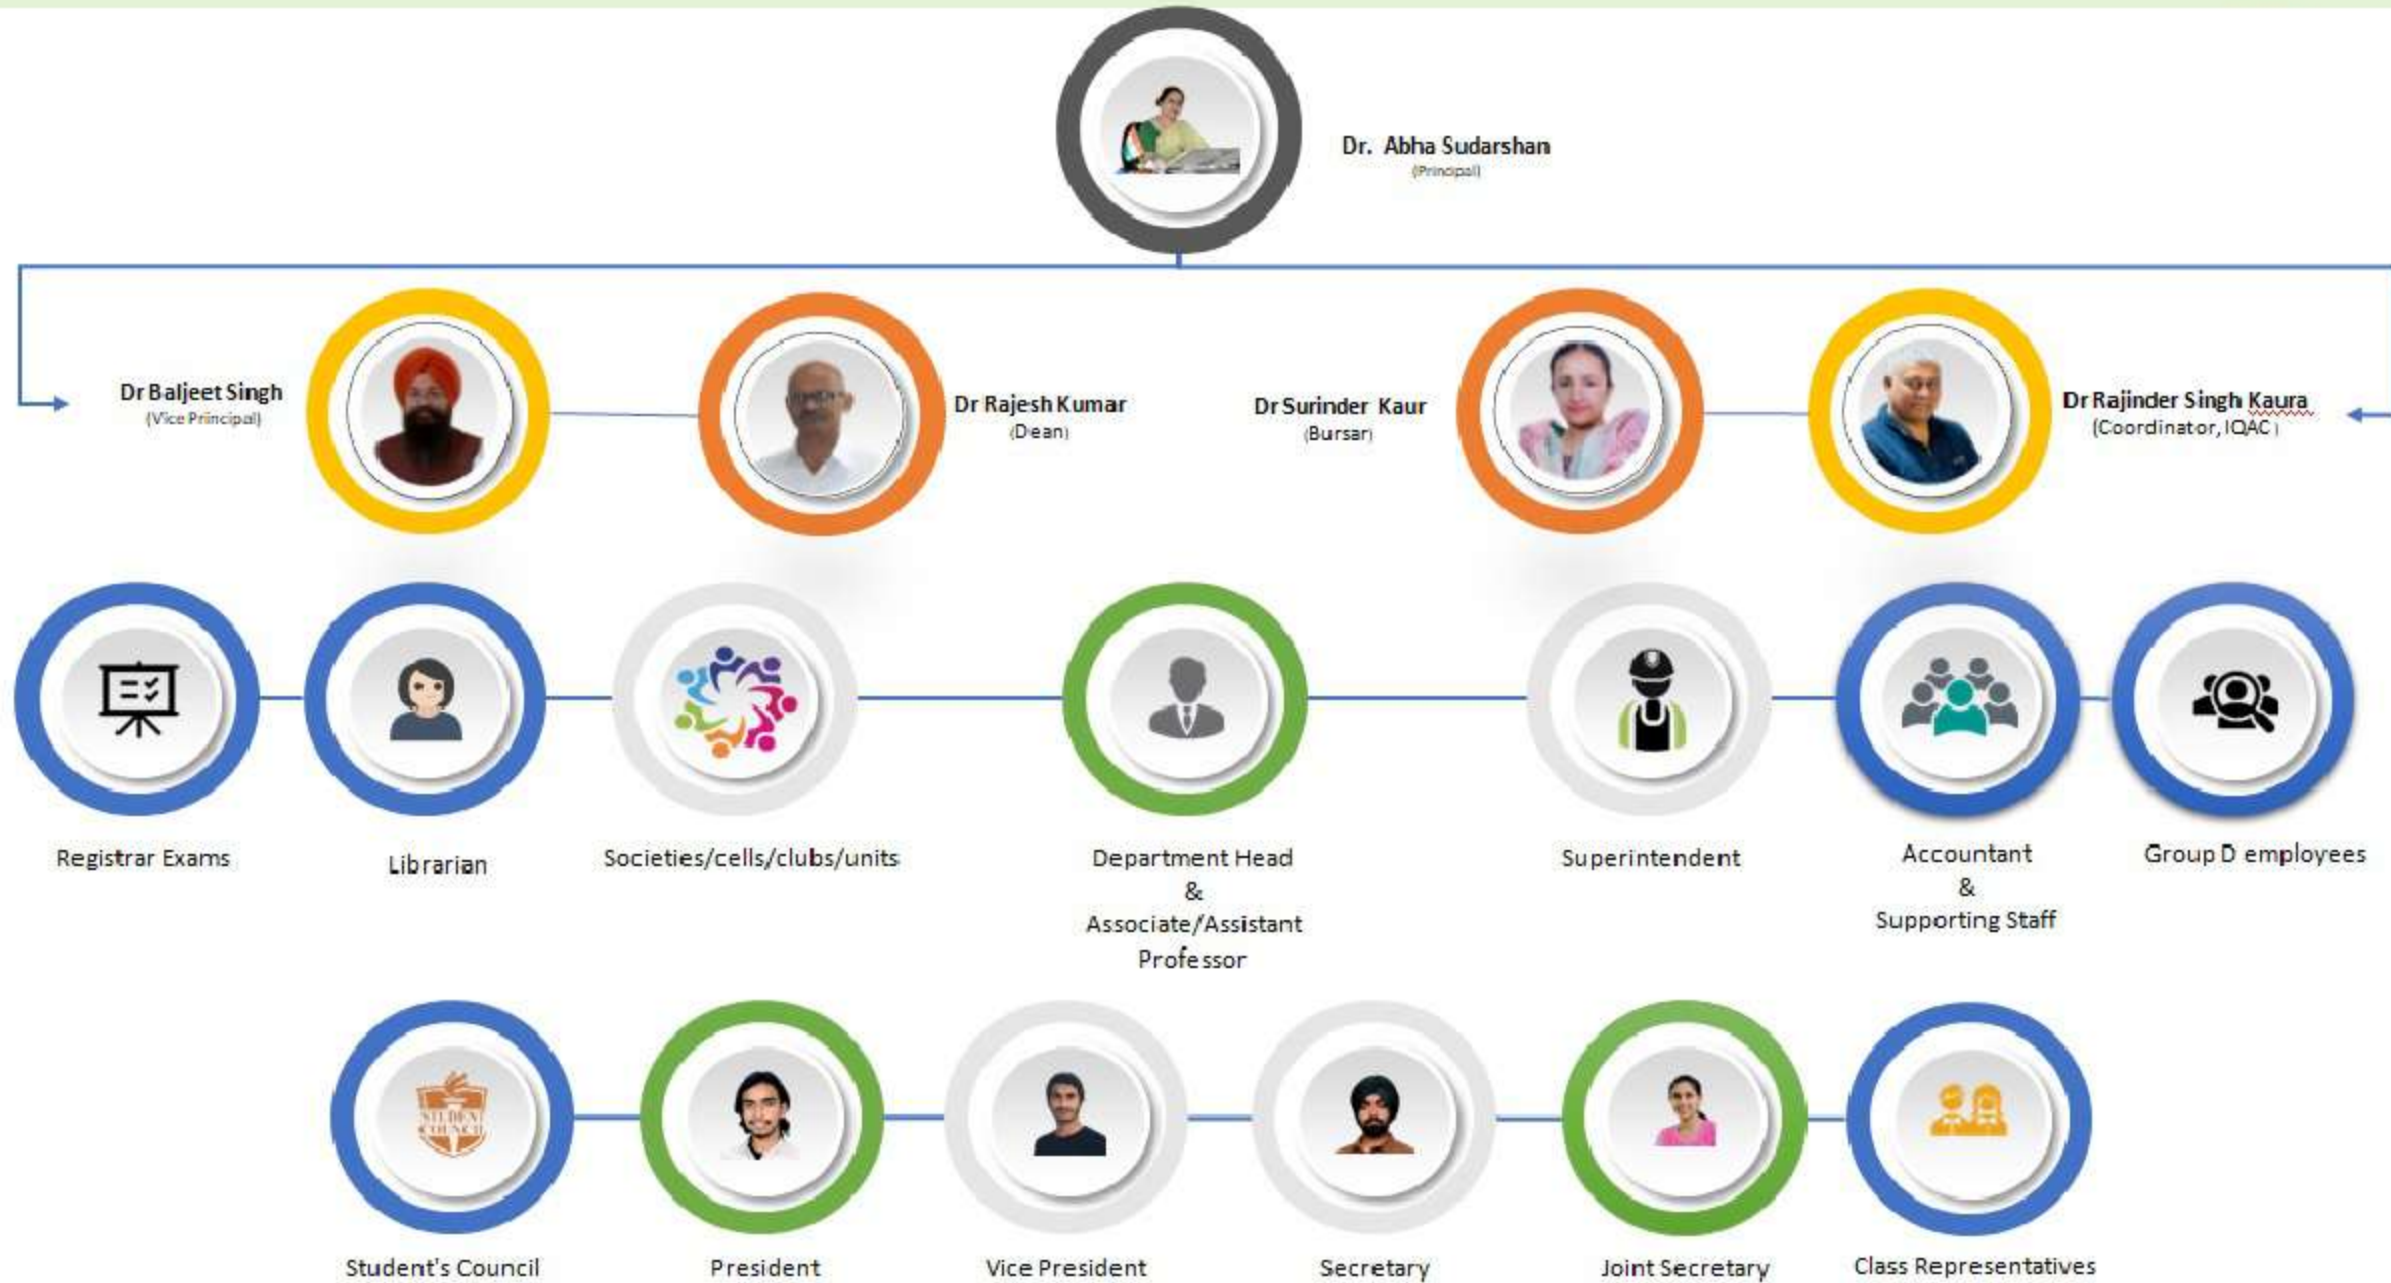 Dr. Abha Sudarshan
(Principal)
Dr Baljeet Singh
(Vice Principal)
Dr Rajesh Kumar
(Dean)
Dr Surinder Kaur
(Bursar)
Dr Rajinder Singh Kaura
(Coordinator, IQAC)
Registrar Exams
Librarian
Societies/cells/clubs/units
Department Head
&
Associate/Assistant
Professor
Superintendent
Accountant
&
Supporting Staff
Group D employees
STUDENT
COUNCIL
Student's Council
President
Vice President
Secretary
Joint Secretary
Class Representatives